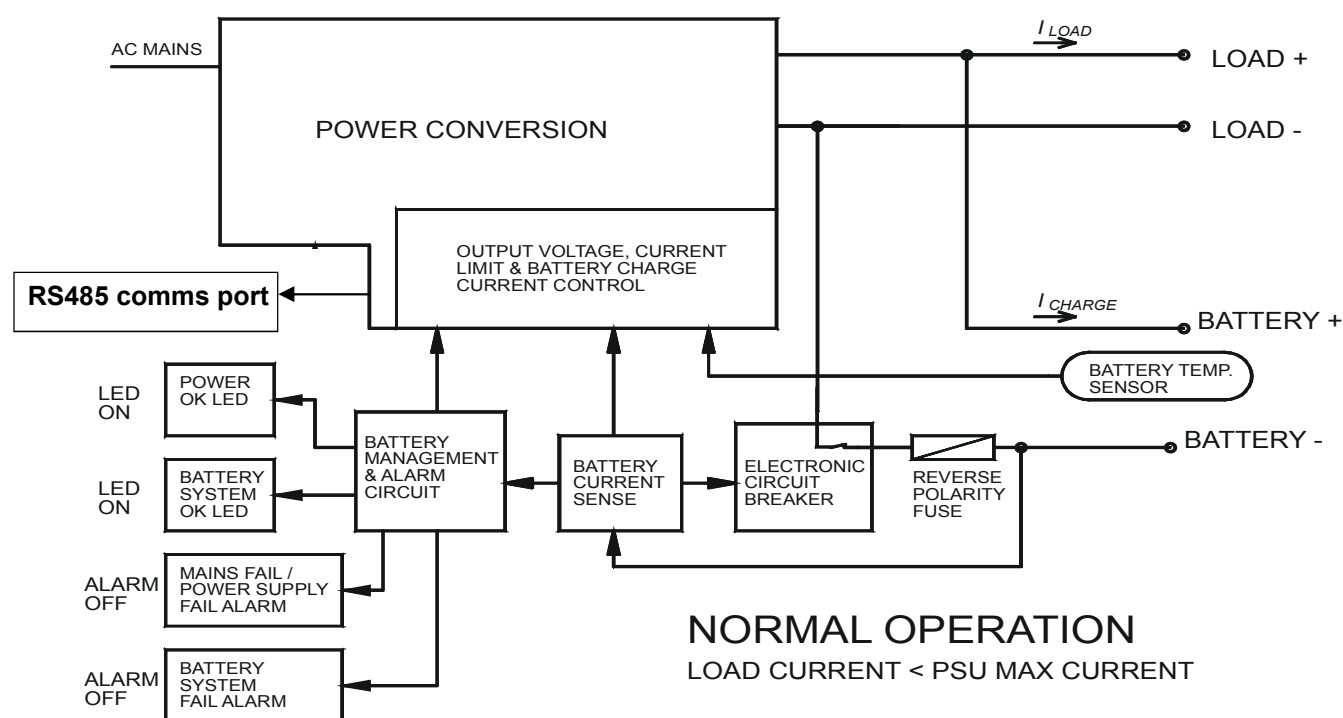 AC MAINS
I LOAD
LOAD +
POWER CONVERSION
LOAD -
OUTPUT VOLTAGE, CURRENT
LIMIT & BATTERY CHARGE
CURRENT CONTROL
RS485 comms port
I CHARGE
BATTERY +
BATTERY TEMP.
SENSOR
LED
ON
POWER
OK LED
BATTERY
MANAGEMENT
& ALARM
CIRCUIT
BATTERY
CURRENT
SENSE
ELECTRONIC
CIRCUIT
BREAKER
REVERSE
POLARITY
FUSE
BATTERY -
LED
ON
BATTERY
SYSTEM
OK LED
ALARM
OFF
MAINS FAIL /
POWER SUPPLY
FAIL ALARM
ALARM
OFF
BATTERY
SYSTEM
FAIL ALARM
NORMAL OPERATION
LOAD CURRENT < PSU MAX CURRENT